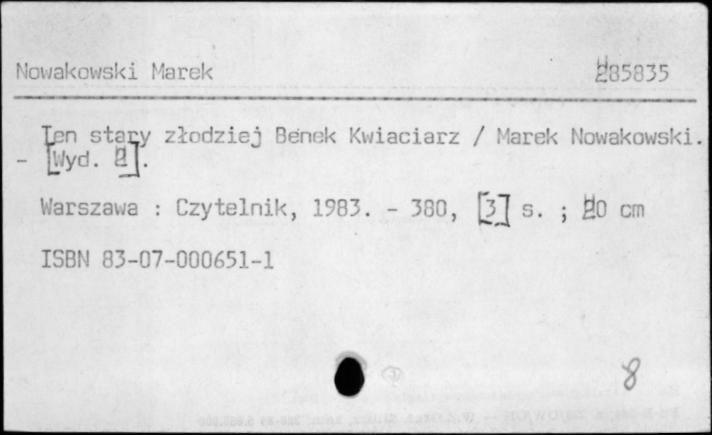 Nowakowski Marek 285835
Ten stary złodziej Benek Kwiaciarz / Marek Nowakowski.
- [Wyd. 2].
Warszawa : Czytelnik, 1983. - 380, [3] s. ; 20 cm
ISBN 83-07-000651-1
8